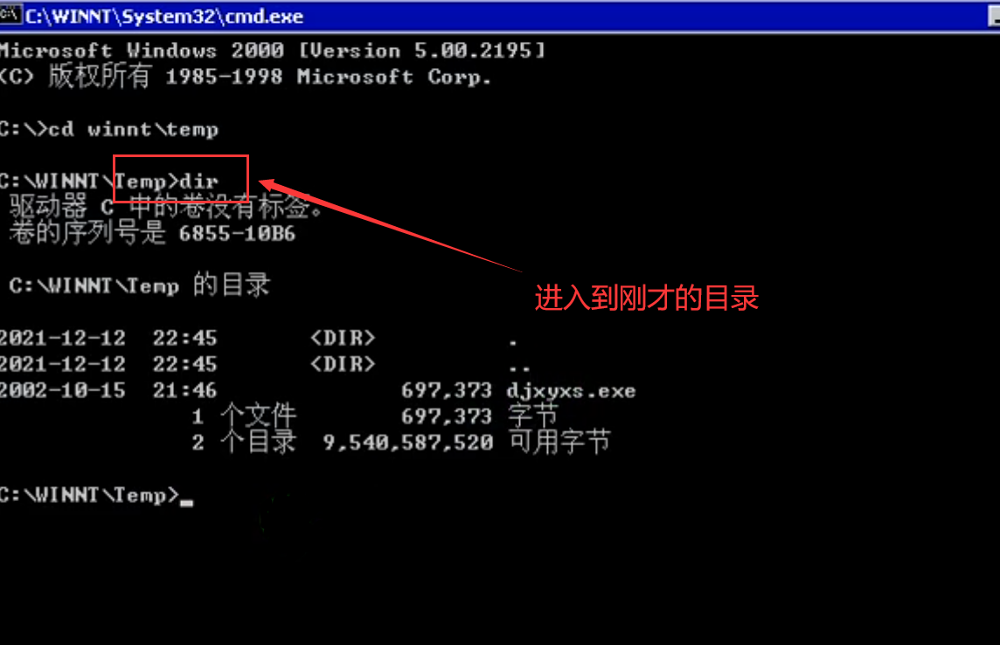 C:\WINNT\System32\cmd.exe
Microsoft Windows 2000 [Version 5.00.2195]
(C) 版权所有 1985-1998 Microsoft Corp.
C:\>cd winnt\temp
C:\WINNT\Temp>dir
驱动器 C 中的卷没有标签。
卷的序列号是 6855-10B6
C:\WINNT\Temp 的目录
进入到刚才的目录
2021-12-12 22:45 <DIR> .
2021-12-12 22:45 <DIR> ..
2002-10-15 21:46 697,373 djxyxs.exe
1 个文件 697,373 字节
2 个目录 9,540,587,520 可用字节
C:\WINNT\Temp>_